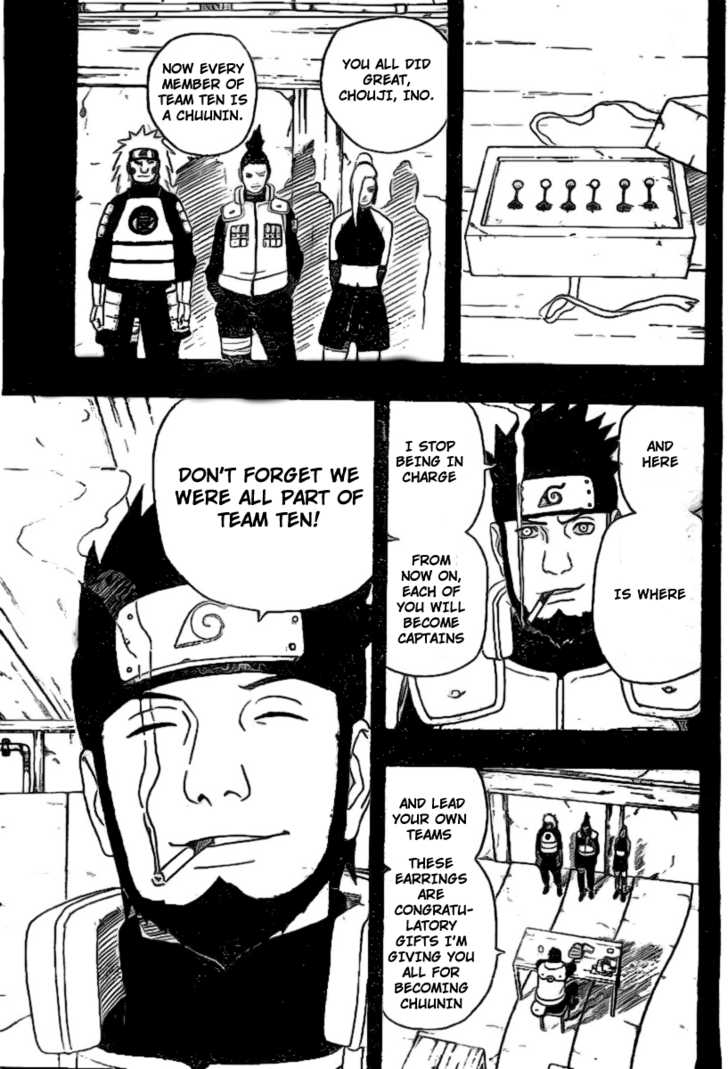 YOU ALL DID
GREAT,
CHOUJI, INO.
NOW EVERY
MEMBER OF
TEAM TEN IS
A CHUUNIN.
AND
HERE
IS WHERE
I STOP
BEING IN
CHARGE
FROM
NOW ON,
EACH OF
YOU WILL
BECOME
CAPTAINS
AND LEAD
YOUR OWN
TEAMS
THESE
EARRINGS
ARE
CONGRATU-
LATORY
GIFTS I'M
GIVING YOU
ALL FOR
BECOMING
CHUUNIN
DON'T FORGET WE
WERE ALL PART OF
TEAM TEN!